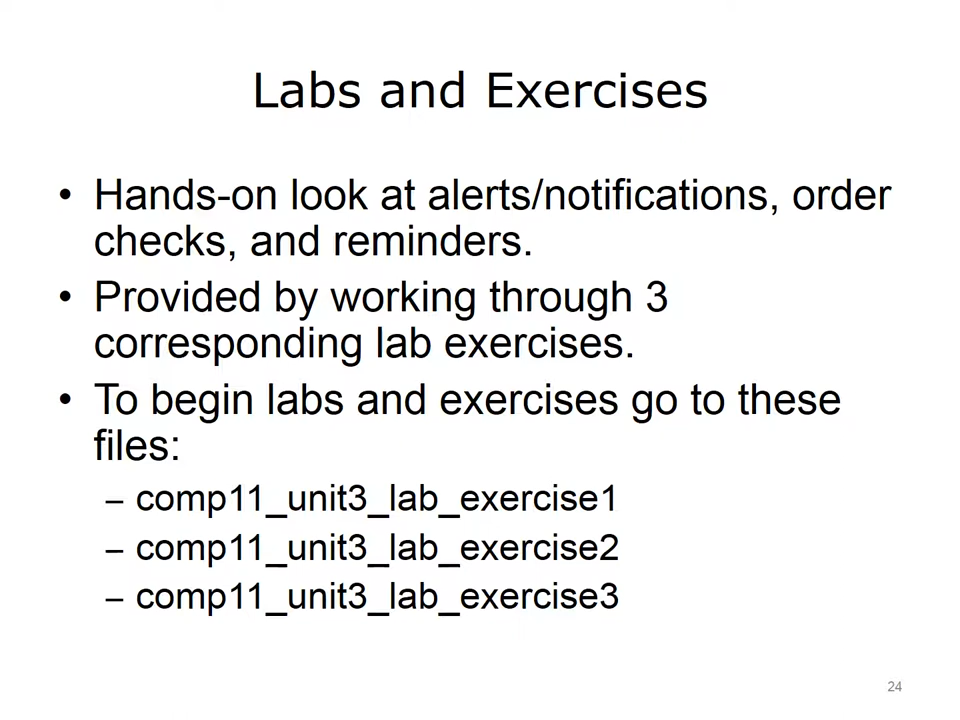 Labs and Exercises
• Hands-on look at alerts/notifications, order
checks, and reminders.
• Provided by working through 3
corresponding lab exercises.
• To begin labs and exercises go to these
files:
– comp11_unit3_lab_exercise1
– comp11_unit3_lab_exercise2
– comp11_unit3_lab_exercise3
24